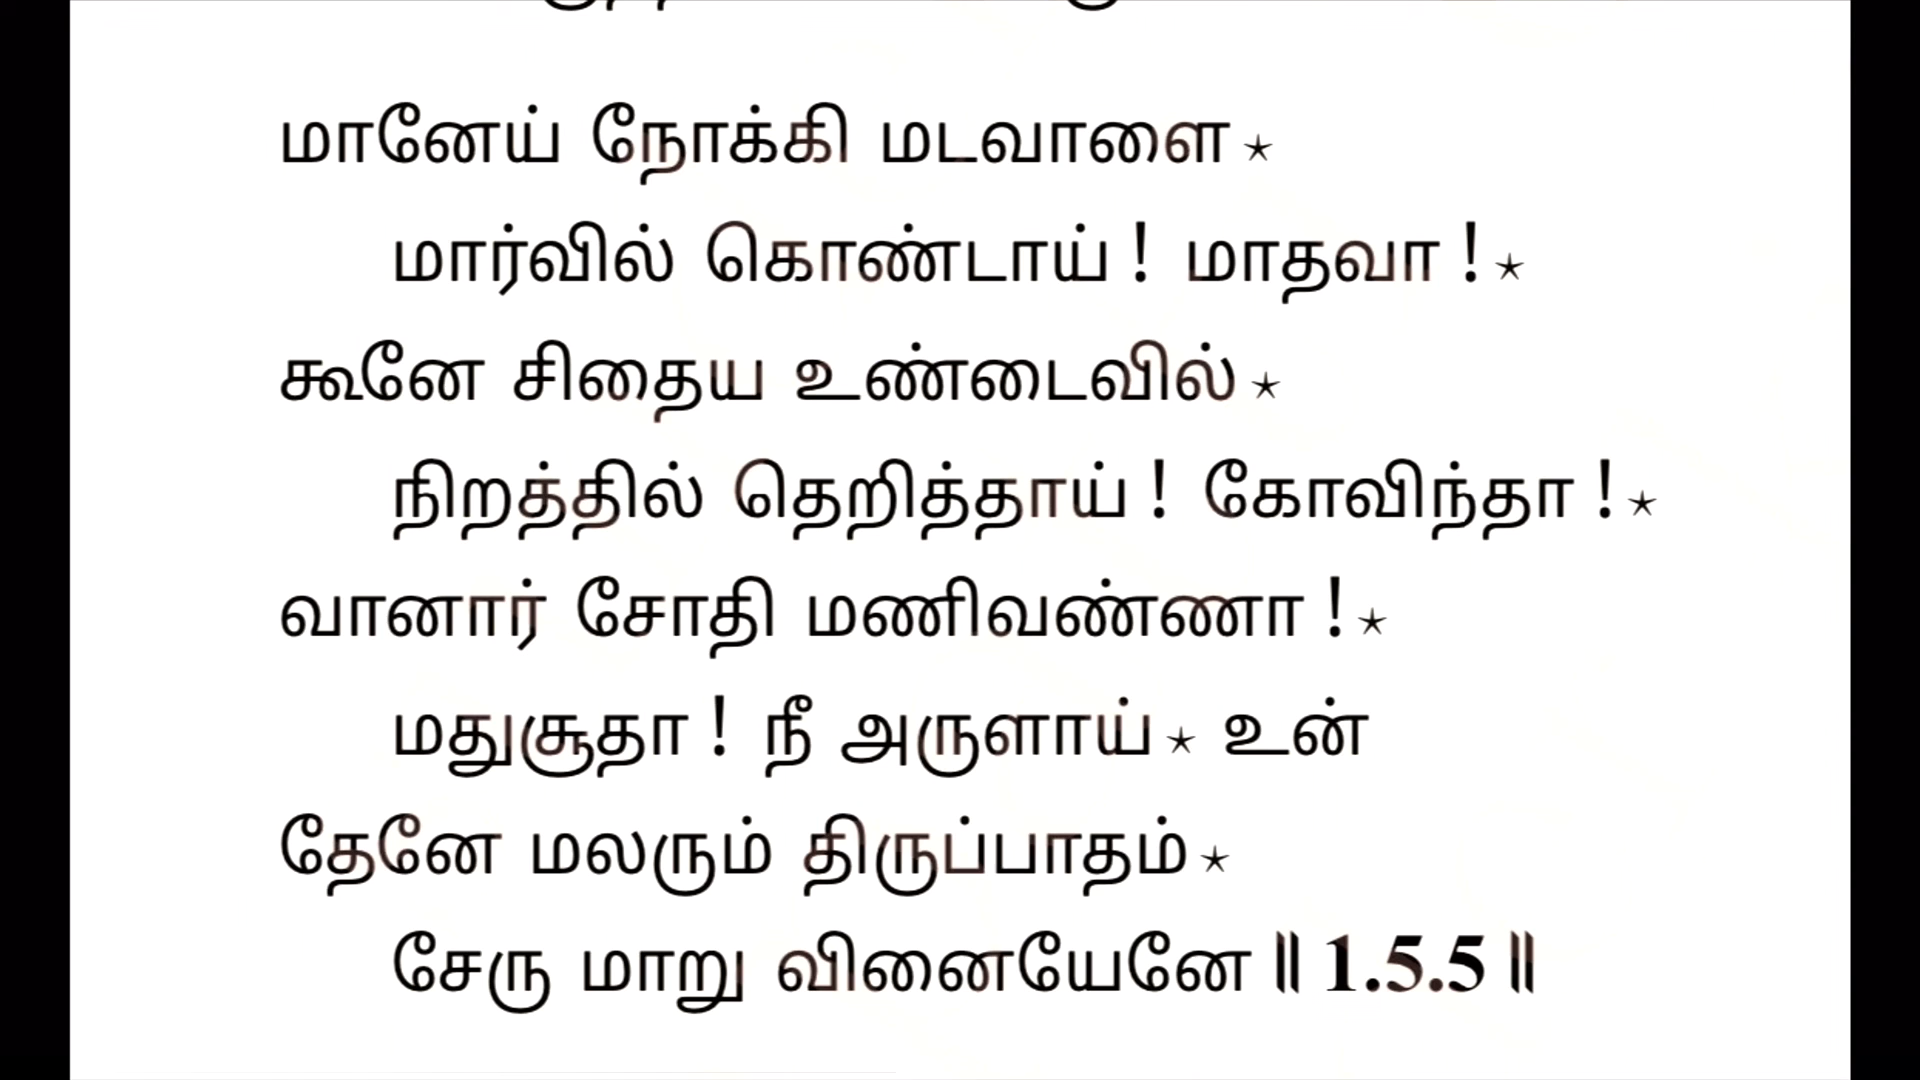 மானேய் நோக்கி மடவாளை⋆
மார்வில் கொண்டாய் ! மாதவா !⋆
கூனே சிதைய உண்டைவில்⋆
நிறத்தில் தெறித்தாய் ! கோவிந்தா !⋆
வானார் சோதி மணிவண்ணா !⋆
மதுசூதா ! நீ அருளாய்⋆ உன்
தேனே மலரும் திருப்பாதம்⋆
சேரு மாறு வினையேனே ॥ 1.5.5 ॥